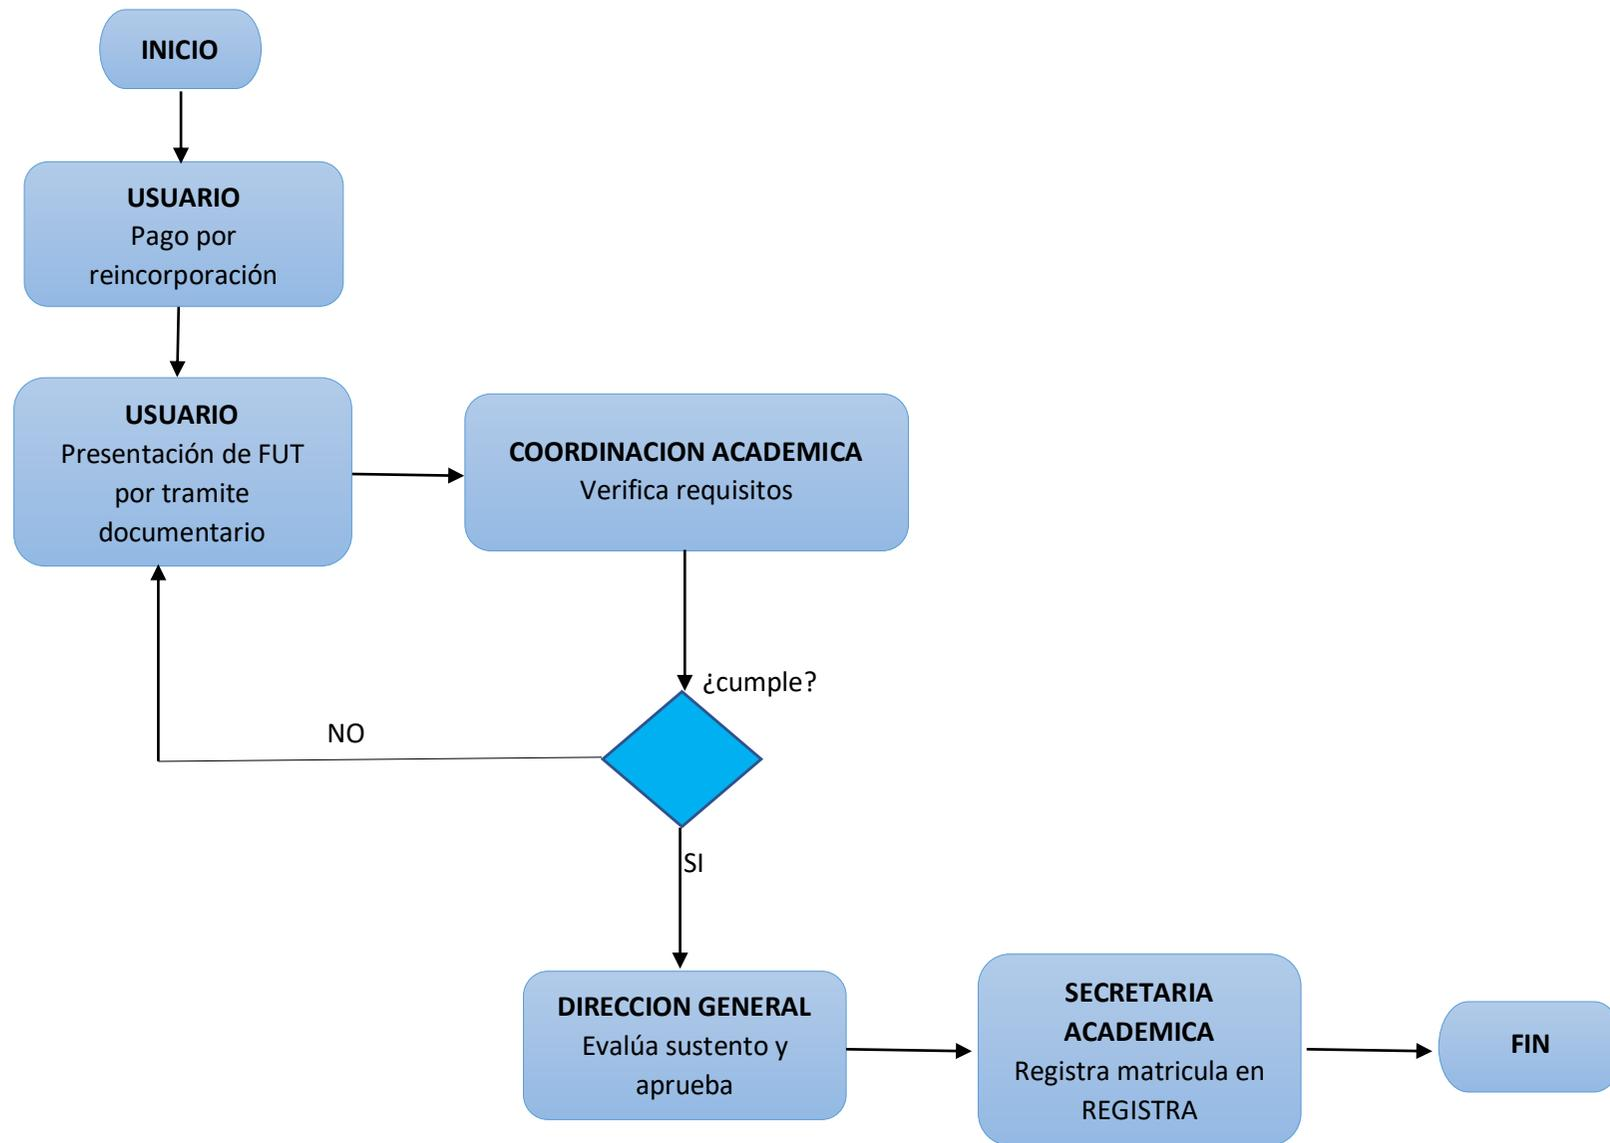 INICIO
USUARIO
Pago por
reincorporación
USUARIO
Presentación de FUT
por tramite
documentario
COORDINACION ACADEMICA
Verifica requisitos
¿cumple?
NO
SI
DIRECCION GENERAL
Evalúa sustento y
aprueba
SECRETARIA
ACADEMICA
Registra matricula en
REGISTRA
FIN